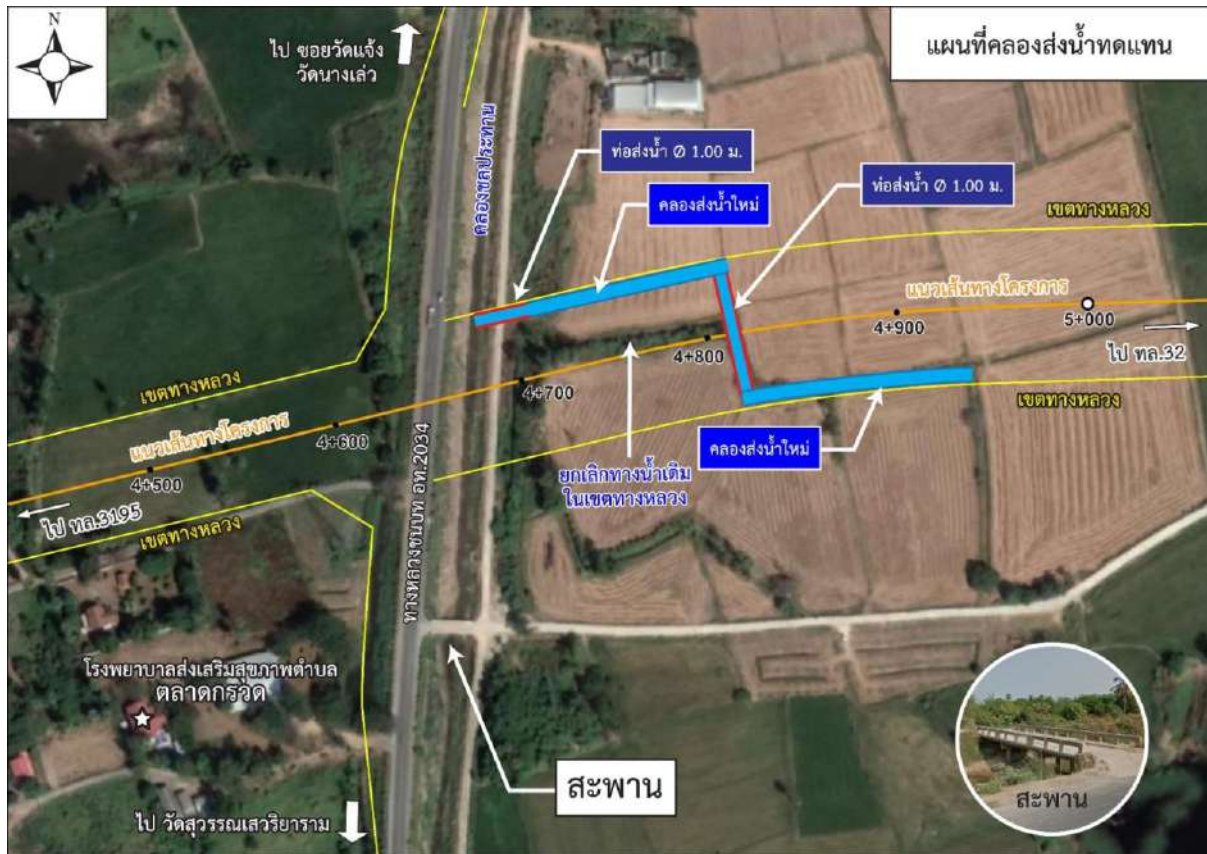 N
แผนที่คลองส่งน้ำทดแทน
ไป ซอยวัดแจ้ง
วัดนางเล่ว
คลองชลประทาน
ท่อส่งน้ำ Ø 1.00 ม.
ท่อส่งน้ำ Ø 1.00 ม.
คลองส่งน้ำใหม่
เขตทางหลวง
แนวเส้นทางโครงการ
4+900
5+000
ไป ทล.32
4+800
เขตทางหลวง
4+700
เขตทางหลวง
แนวเส้นทางโครงการ
4+600
4+500
คลองส่งน้ำใหม่
ยกเลิกทางน้ำเดิม
ในเขตทางหลวง
ไป ทล.3195
เขตทางหลวง
ทางหลวงชนบท อท.2034
โรงพยาบาลส่งเสริมสุขภาพตำบล
ตลาดกรวด
สะพาน
สะพาน
ไป วัดสุวรรณเสวริยาราม